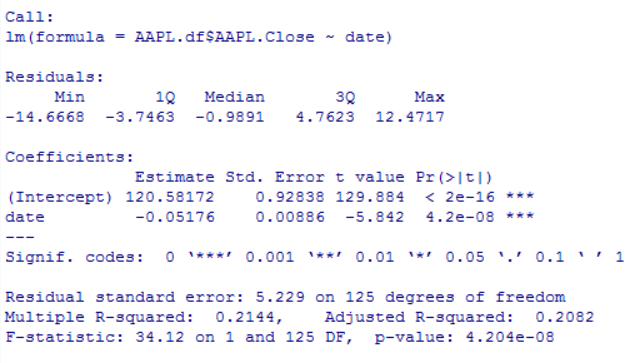 Call:
lm(formula = AAPL.df$AAPL.Close ~ date)
Residuals:
Min 1Q Median 3Q Max
-14.6668 -3.7463 -0.9891 4.7623 12.4717
Coefficients:
Estimate Std. Error t value Pr(>|t|)
(Intercept) 120.58172 0.92838 129.884 < 2e-16 ***
date -0.05176 0.00886 -5.842 4.2e-08 ***
---
Signif. codes: 0 ‘***’ 0.001 ‘**’ 0.01 ‘*’ 0.05 ‘.’ 0.1 ‘ ’ 1
Residual standard error: 5.229 on 125 degrees of freedom
Multiple R-squared: 0.2144, Adjusted R-squared: 0.2082
F-statistic: 34.12 on 1 and 125 DF, p-value: 4.204e-08